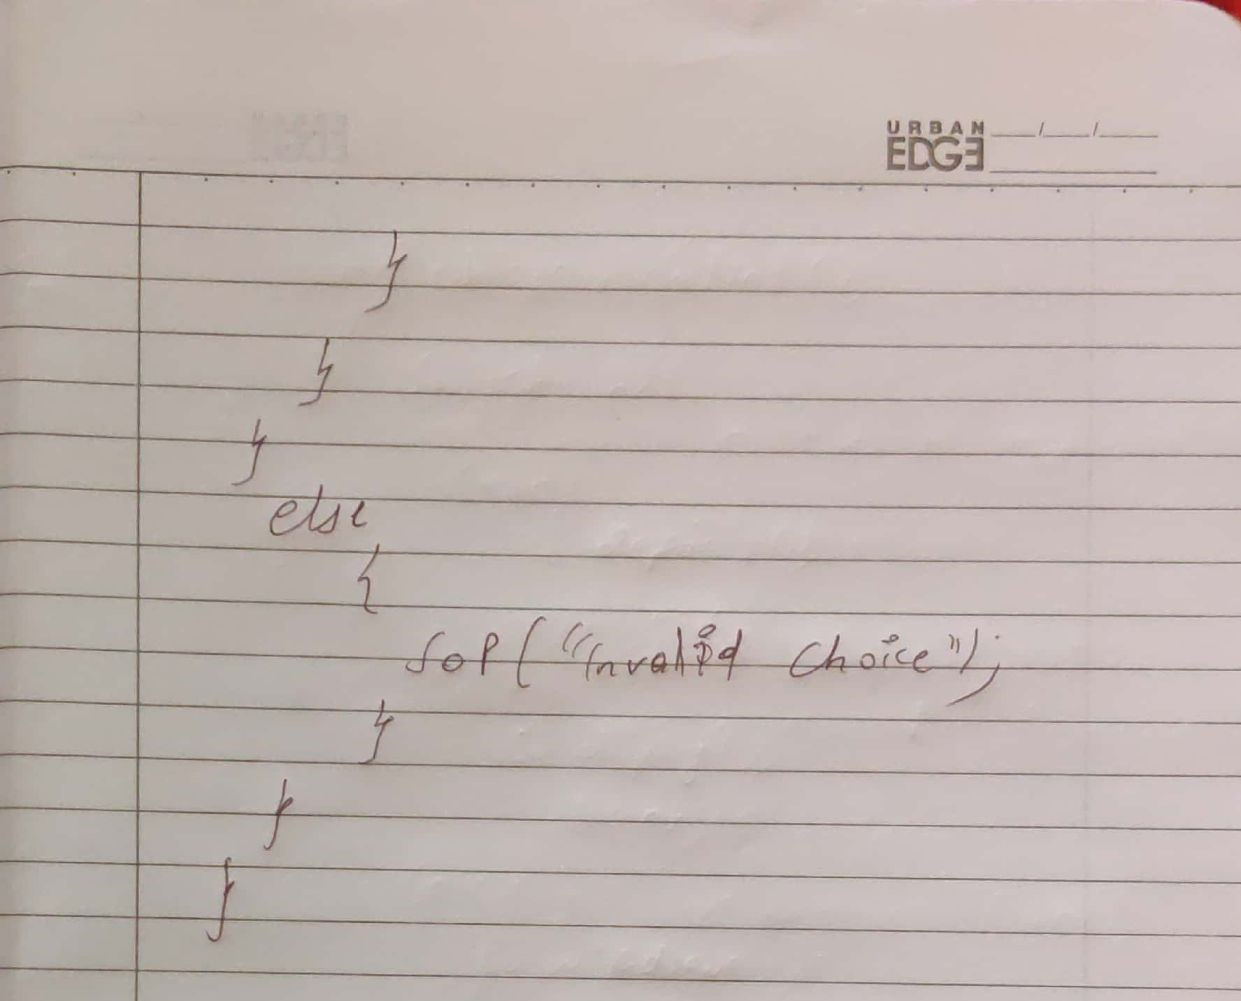 URBAN
EDGE
}
}
}
else
{
SOP("Invalid Choice");
}
}
}